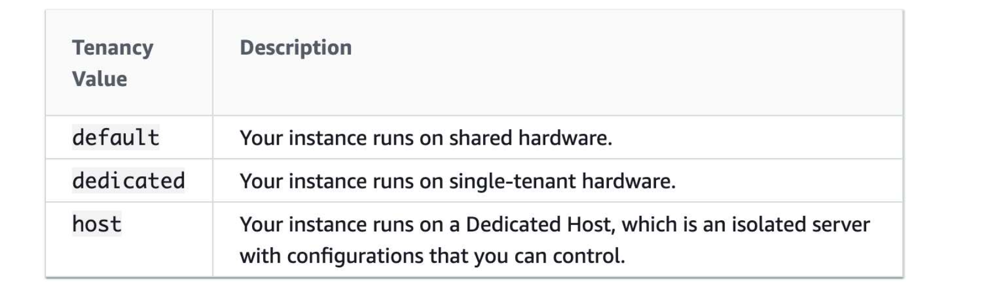 Tenancy
Value
Description
default
Your instance runs on shared hardware.
dedicated
Your instance runs on single-tenant hardware.
host
Your instance runs on a Dedicated Host, which is an isolated server
with configurations that you can control.